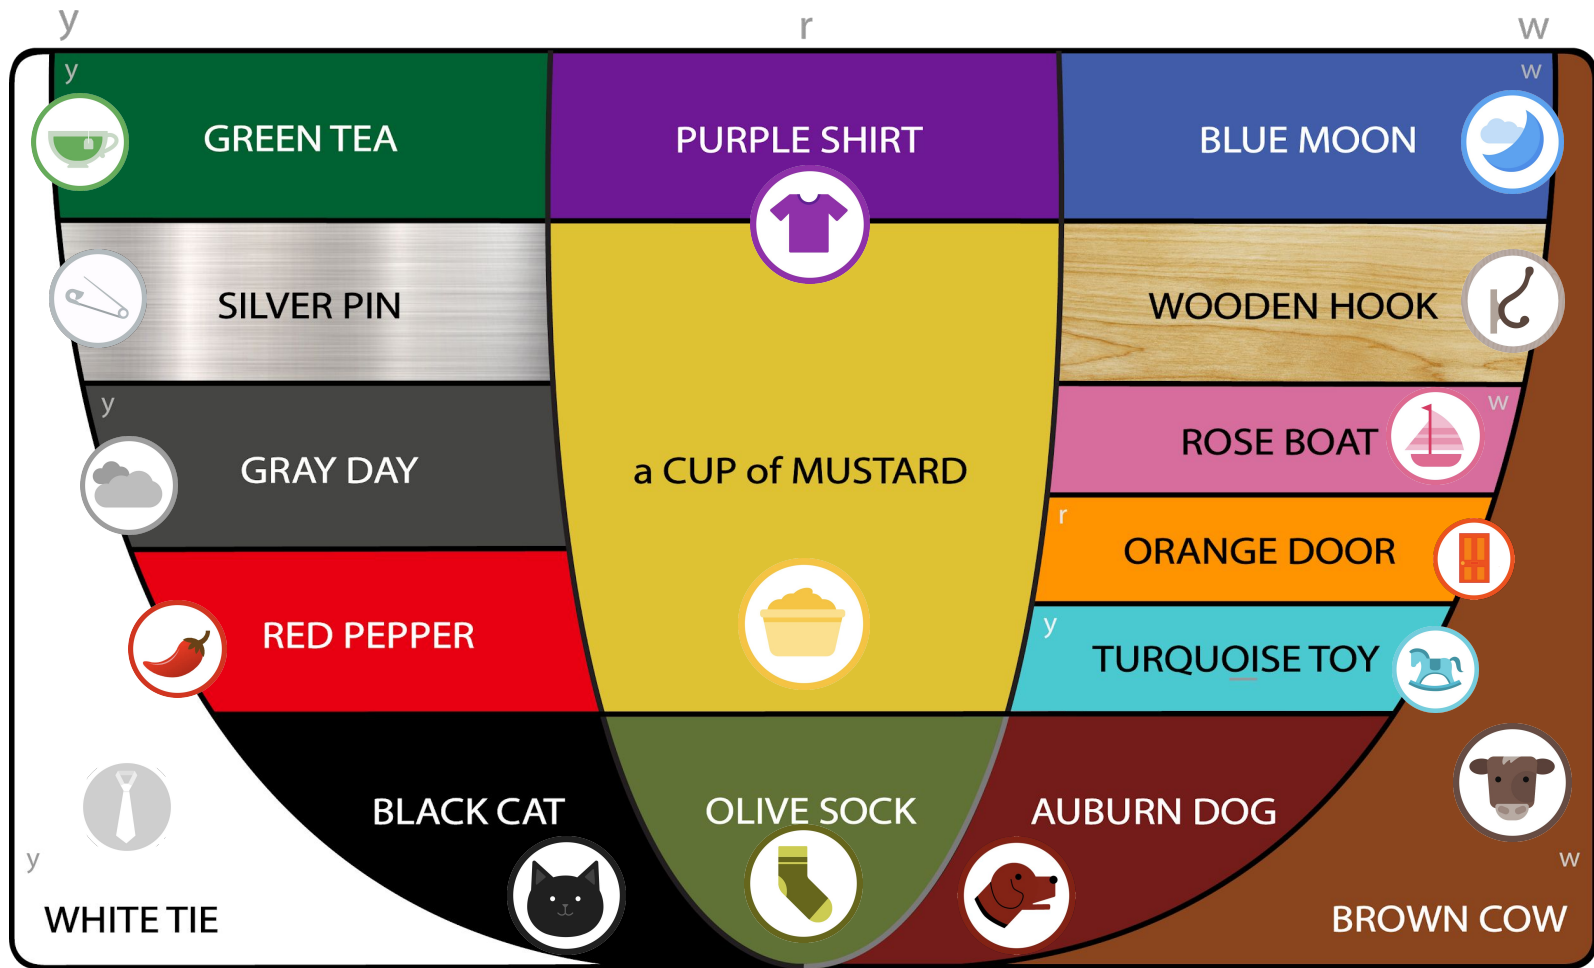 y r w
y w
GREEN TEA PURPLE SHIRT BLUE MOON
SILVER PIN WOODEN HOOK
y w
GRAY DAY a CUP of MUSTARD ROSE BOAT
r
ORANGE DOOR
y
RED PEPPER TURQUOISE TOY
BLACK CAT OLIVE SOCK AUBURN DOG
y w
WHITE TIE BROWN COW